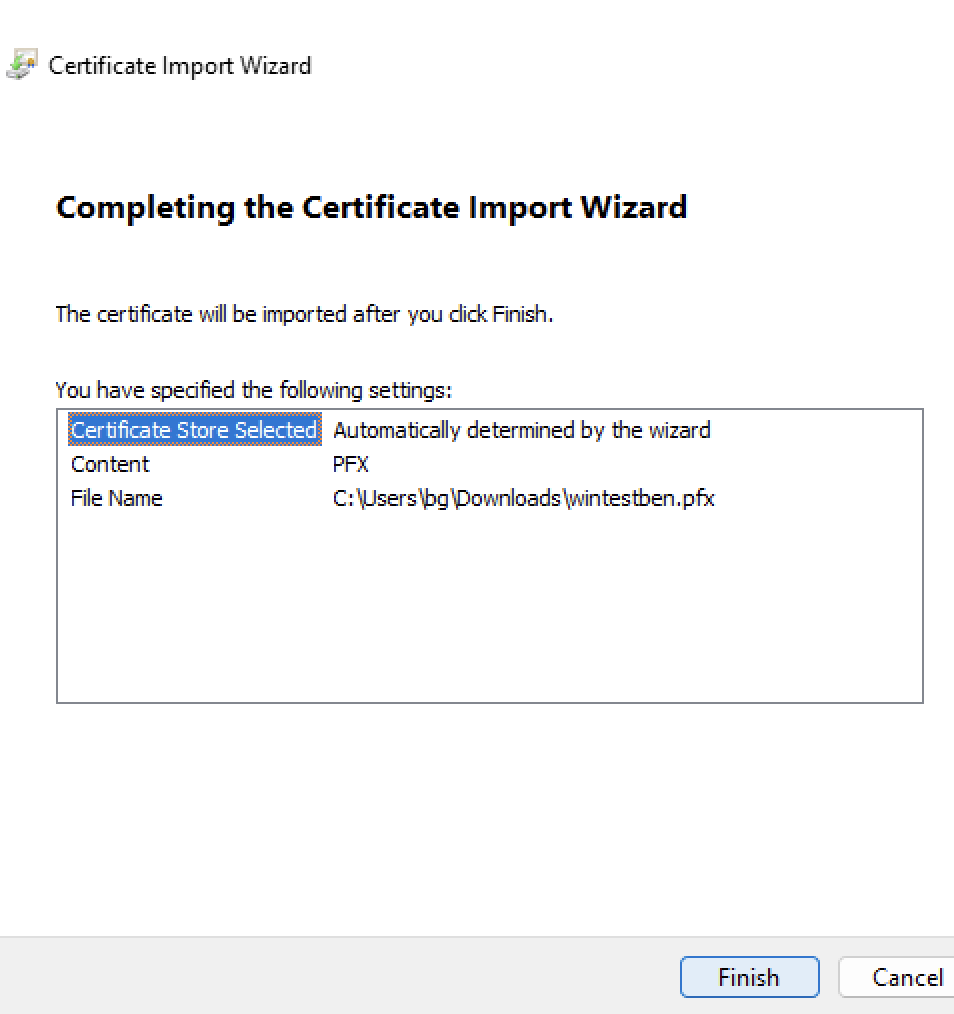 Certificate Import Wizard
Completing the Certificate Import Wizard
The certificate will be imported after you click Finish.
You have specified the following settings:
Certificate Store Selected Automatically determined by the wizard
Content PFX
File Name C:\Users\bg\Downloads\wintestben.pfx
Finish Cancel